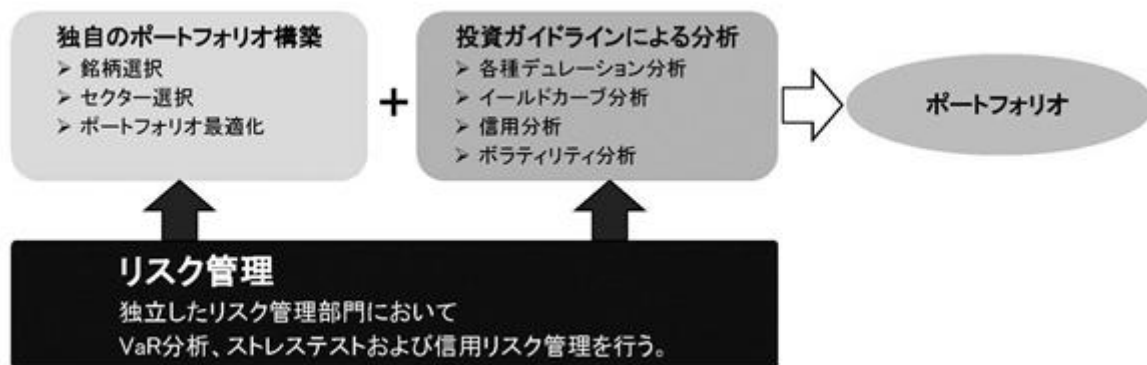 独自のポートフォリオ構築
➢ 銘柄選択
➢ セクター選択
➢ ポートフォリオ最適化
+
投資ガイドラインによる分析
➢ 各種デュレーション分析
➢ イールドカーブ分析
➢ 信用分析
➢ ボラティリティ分析
ポートフォリオ
リスク管理
独立したリスク管理部門において
VaR分析、ストレステストおよび信用リスク管理を行う。